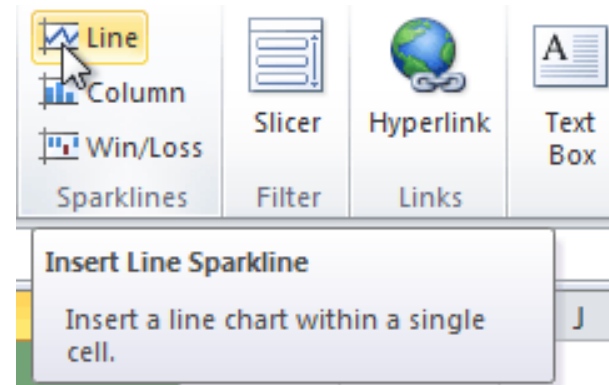 Line
Column
Win/Loss
Sparklines
Slicer
Filter
Hyperlink
Links
A
Text
Box
Insert Line Sparkline
Insert a line chart within a single
cell.
J